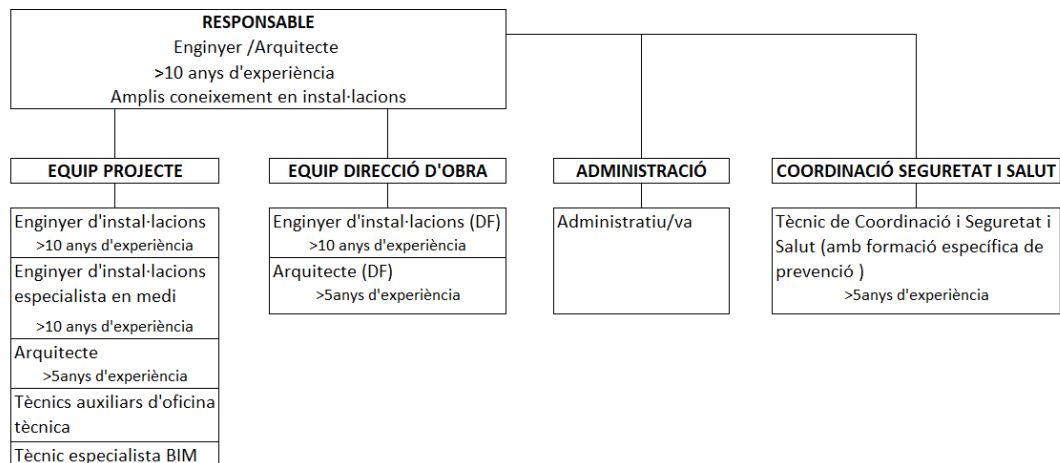 RESPONSABLE
Enginyer /Arquitecte
>10 anys d'experiència
Amplis coneixement en instal·lacions
EQUIP PROJECTE
Enginyer d'instal·lacions
>10 anys d'experiència
Enginyer d'instal·lacions
especialista en medi
>10 anys d'experiència
Arquitecte
>5anys d'experiència
Tècnics auxiliars d'oficina
tècnica
Tècnic especialista BIM
EQUIP DIRECCIÓ D'OBRA
Enginyer d'instal·lacions (DF)
>10 anys d'experiència
Arquitecte (DF)
>5anys d'experiència
ADMINISTRACIÓ
Administratiu/va
COORDINACIÓ SEGURETAT I SALUT
Tècnic de Coordinació i Seguretat i
Salut (amb formació específica de
prevenció )
>5anys d'experiència